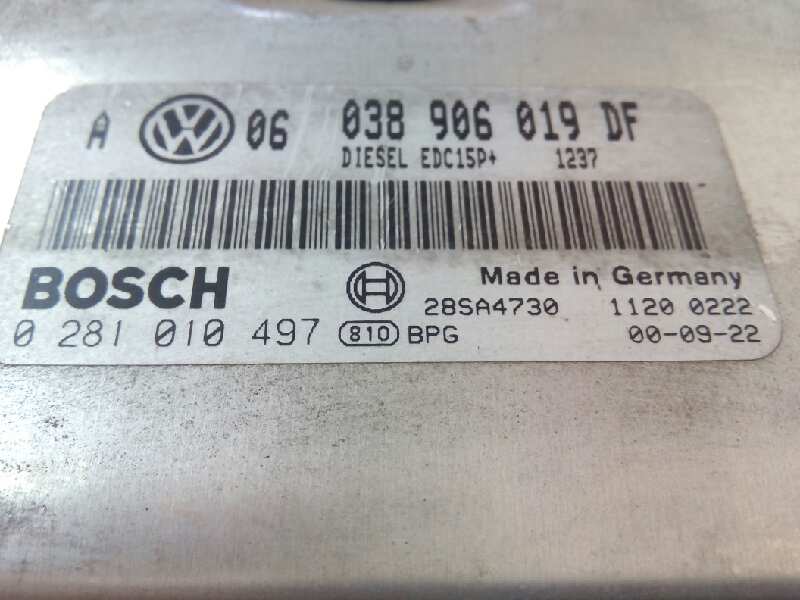 A VW 06 038 906 019 DF
DIESEL EDC15P+ 1237
BOSCH Made in Germany
28SA4730 1120 0222
0 281 010 497 810 BPG 00-09-22